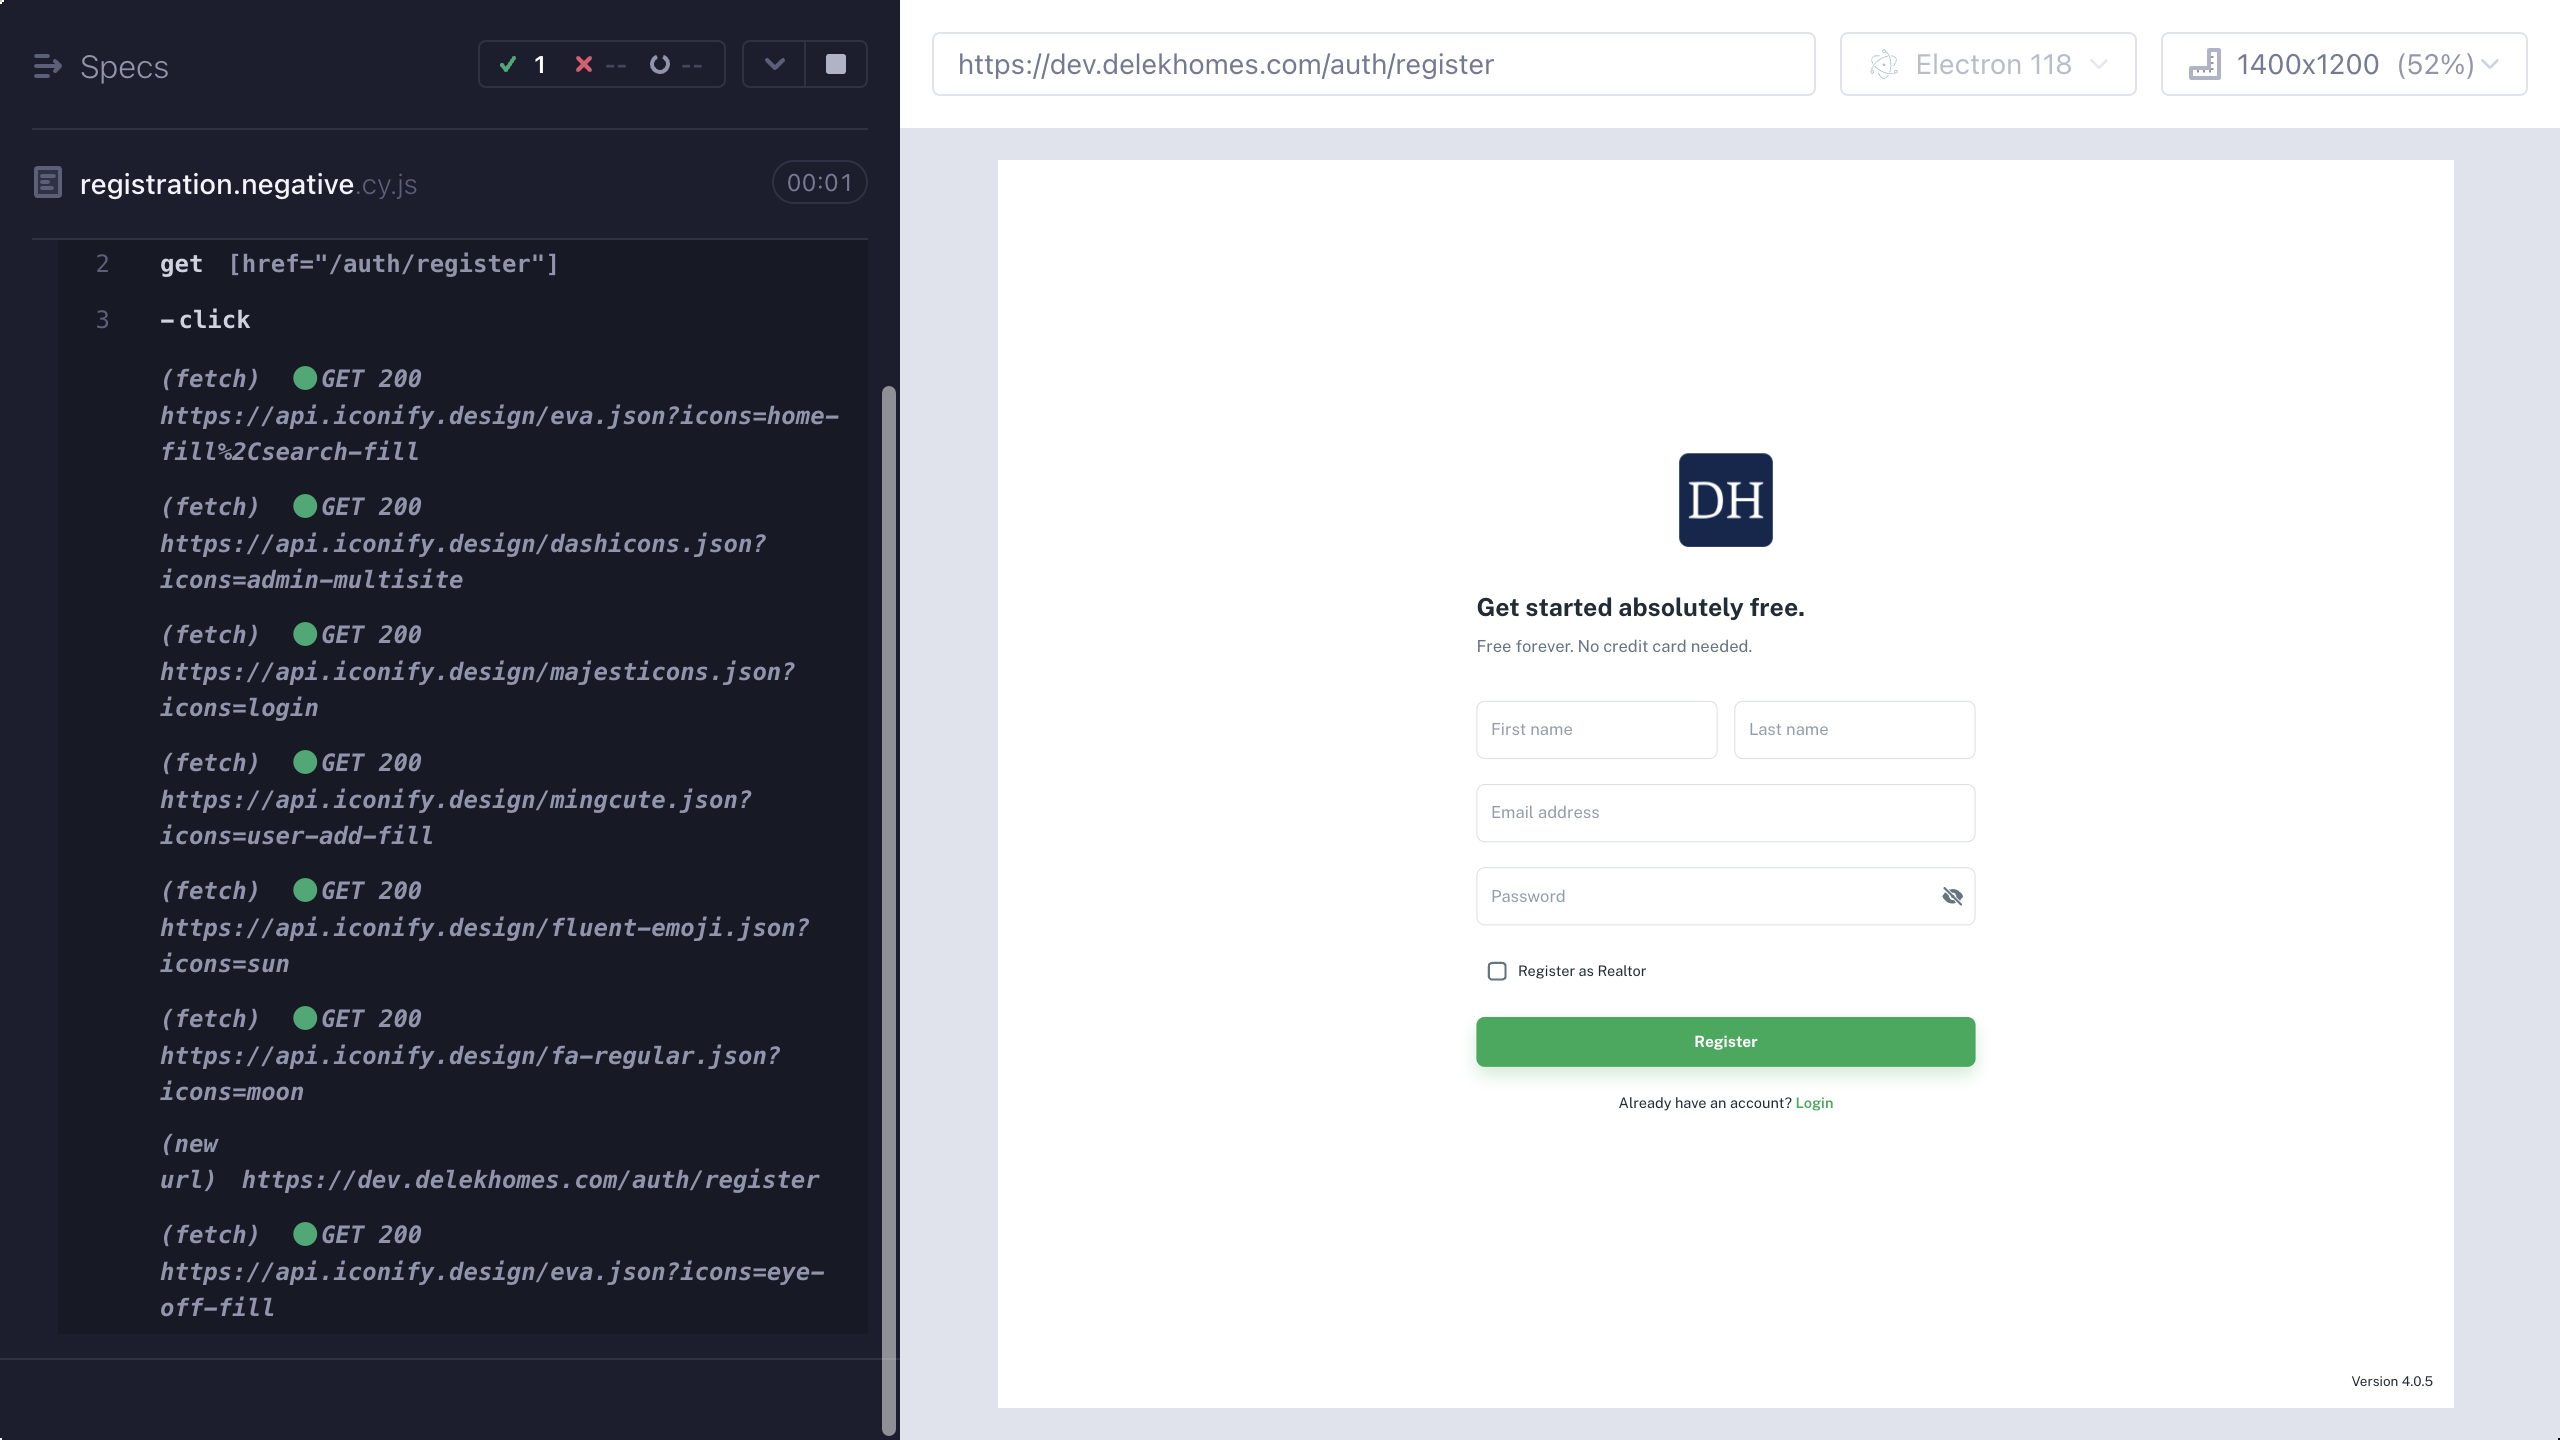 Specs
1 -- --
registration.negative.cy.js 00:01
2 get [href="/auth/register"]
3 -click
(fetch) GET 200
https://api.iconify.design/eva.json?icons=home-
fill%2Csearch-fill
(fetch) GET 200
https://api.iconify.design/dashicons.json?
icons=admin-multisite
(fetch) GET 200
https://api.iconify.design/majesticons.json?
icons=login
(fetch) GET 200
https://api.iconify.design/mingcute.json?
icons=user-add-fill
(fetch) GET 200
https://api.iconify.design/fluent-emoji.json?
icons=sun
(fetch) GET 200
https://api.iconify.design/fa-regular.json?
icons=moon
(new
url) https://dev.delekhomes.com/auth/register
(fetch) GET 200
https://api.iconify.design/eva.json?icons=eye-
off-fill
https://dev.delekhomes.com/auth/register
Electron 118
1400x1200 (52%)
DH
Get started absolutely free.
Free forever. No credit card needed.
First name
Last name
Email address
Password
Register as Realtor
Register
Already have an account? Login
Version 4.0.5